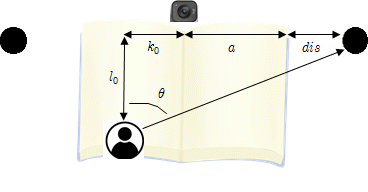 k₀ a dis
l₀
θ